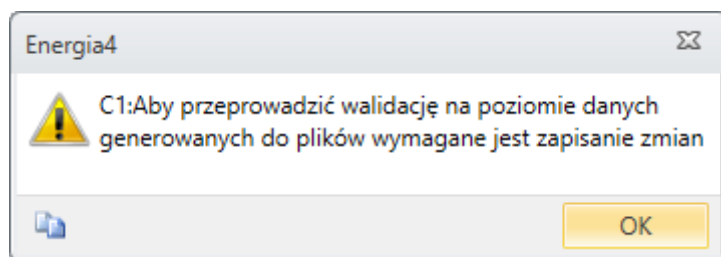 Energia4
C1:Aby przeprowadzić walidację na poziomie danych
generowanych do plików wymagane jest zapisanie zmian
OK